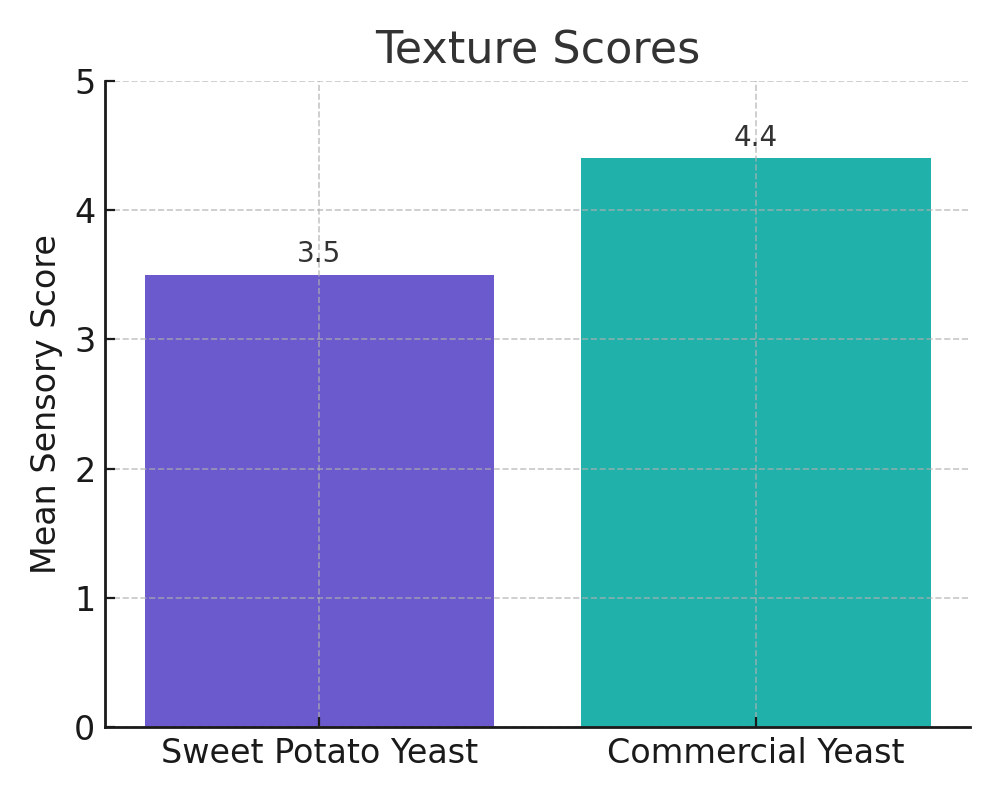 Texture Scores
Mean Sensory Score
5
4
3
2
1
0
3.5
4.4
Sweet Potato Yeast
Commercial Yeast